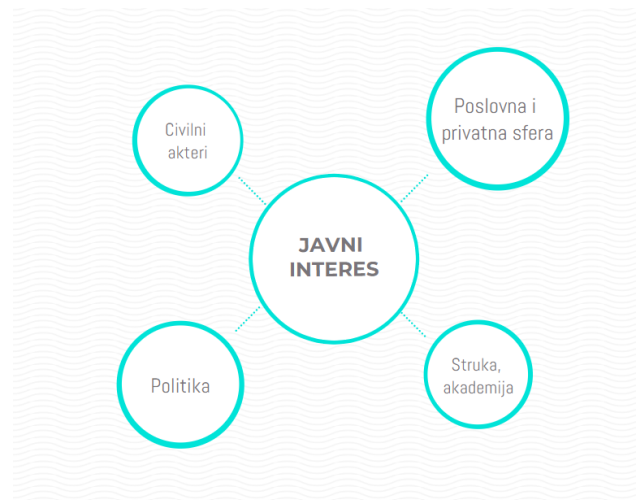 Civilni
akteri
Poslovna i
privatna sfera
JAVNI
INTERES
Politika
Struka,
akademija